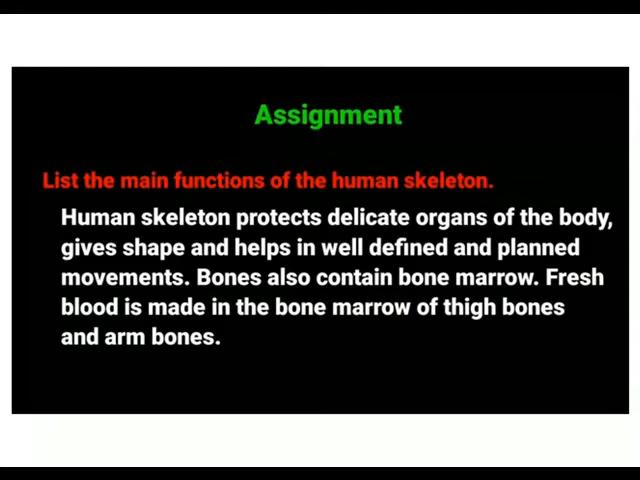 Assignment
List the main functions of the human skeleton.
Human skeleton protects delicate organs of the body,
gives shape and helps in well defined and planned
movements. Bones also contain bone marrow. Fresh
blood is made in the bone marrow of thigh bones
and arm bones.